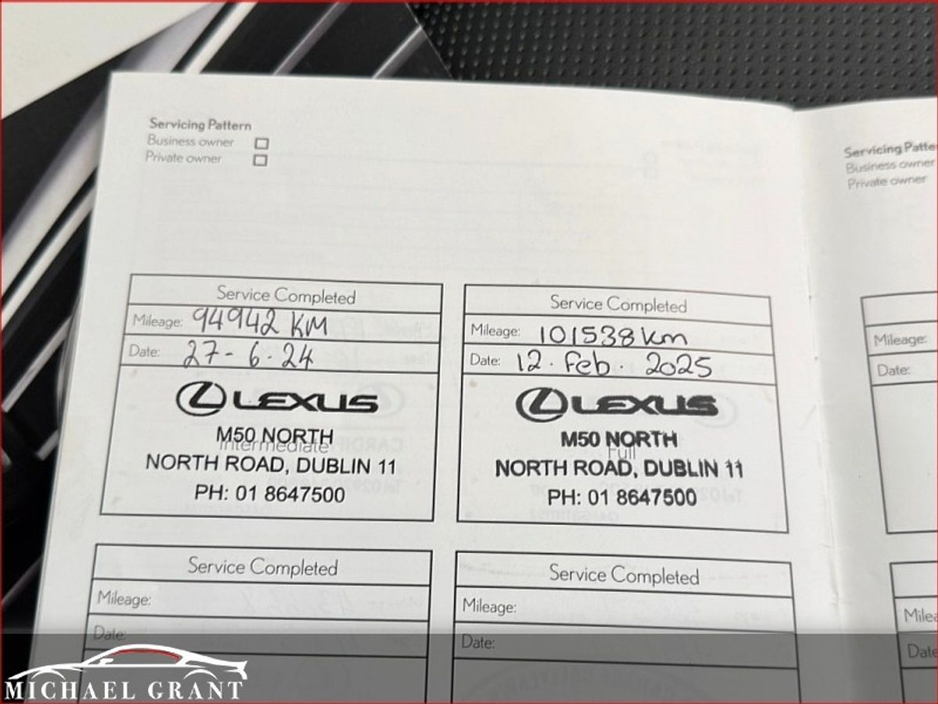 Servicing Pattern
Business owner
Private owner
Servicing
Business owner
Private owner
Service Completed
Mileage: 94942 KM
Date: 27-6-24
LEXUS
M50 NORTH
Intermediate
NORTH ROAD, DUBLIN 11
PH: 01 8647500
Service Completed
Mileage: 101538 km
Date: 12. Feb. 2025
LEXUS
M50 NORTH
Full
NORTH ROAD, DUBLIN 11
PH: 01 8647500
Mileage:
Date:
Service Completed
Mileage:
Date:
Service Completed
Mileage:
Date:
MICHAEL GRANT